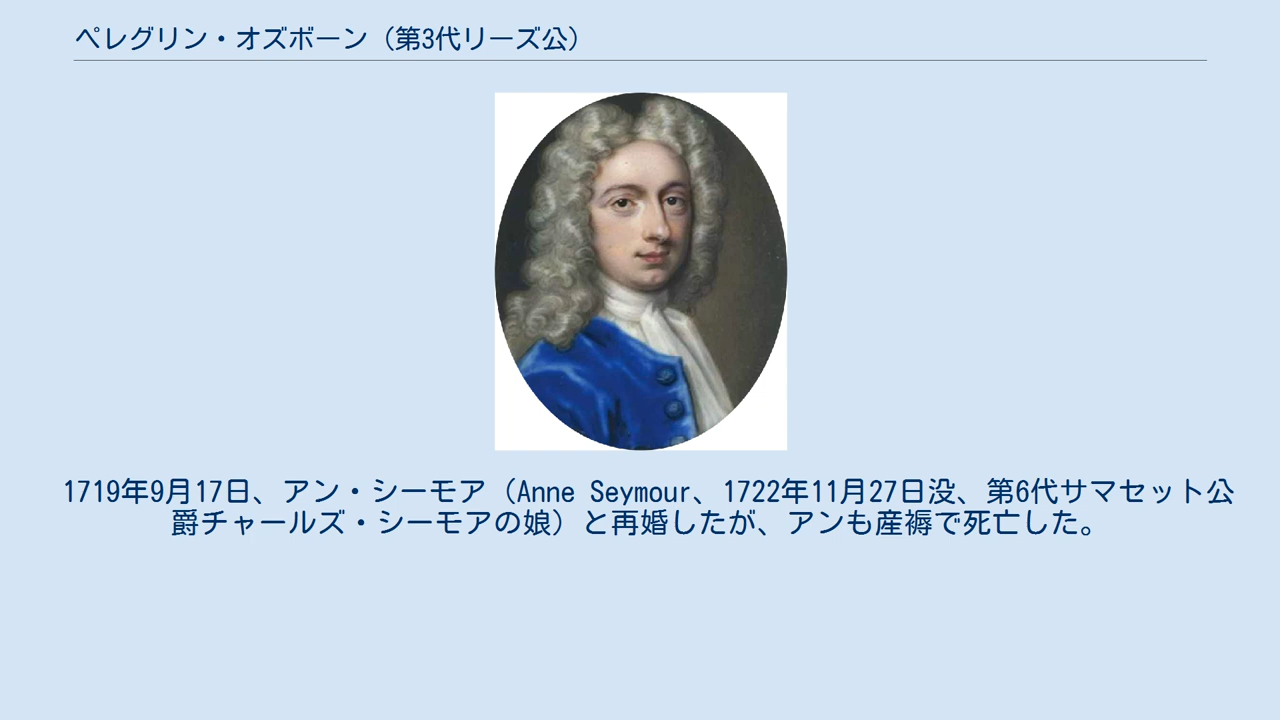 ペレグリン・オズボーン（第3代リーズ公）
1719年9月17日、アン・シーモア（Anne Seymour、1722年11月27日没、第6代サマセット公
爵チャールズ・シーモアの娘）と再婚したが、アンも産褥で死亡した。